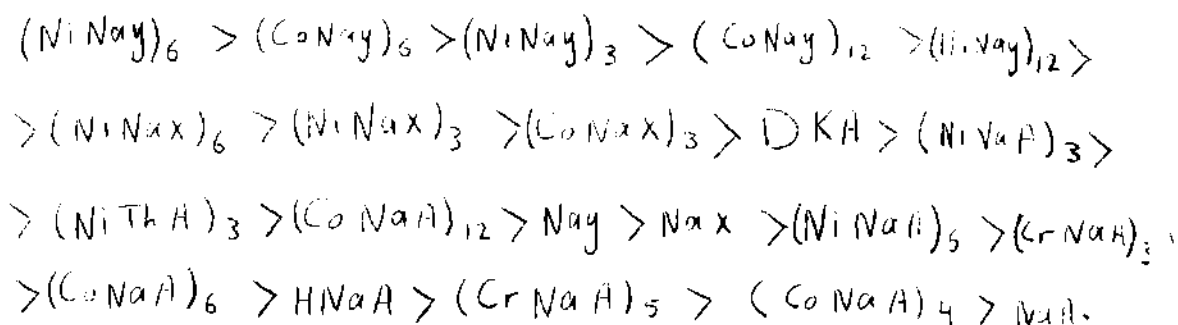 (NiNay)₆ > (CoNay)₆ > (NiNay)₃ > (CoNay)₁₂ > (NiNay)₁₂ >
> (NiNax)₆ > (NiNax)₃ > (CoNax)₃ > DKA > (NiNaA)₃ >
> (NiThA)₃ > (CoNaA)₁₂ > Nay > Nax > (NiNaA)₅ > (CrNaA)₃
> (CoNaA)₆ > HNaA > (CrNaA)₅ > (CoNaA)₄ > NaA.